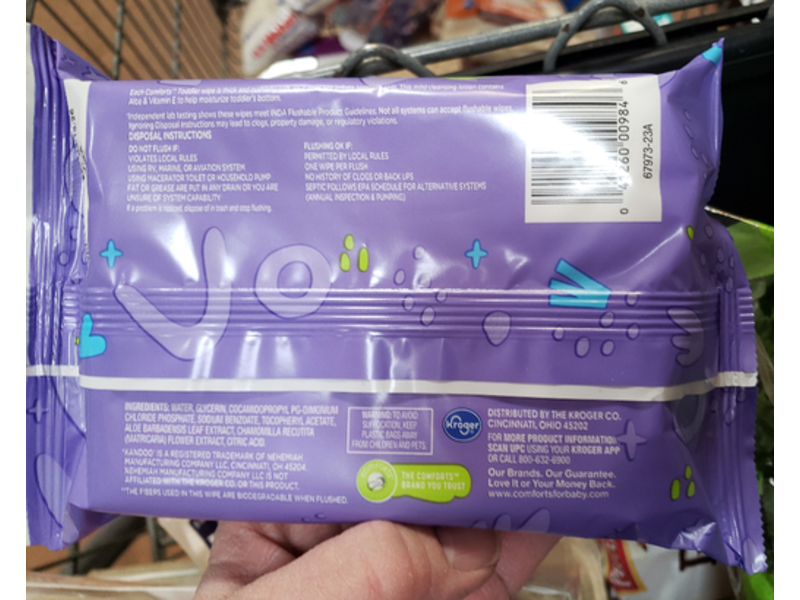 Each Comforts™ Toddler wipe is thick and
This mild cleansing lotion contains
Aloe & Vitamin E to help moisturize toddler's bottom.
*Independent lab testing shows these wipes meet INDA Flushable Product Guidelines. Not all systems can accept flushable wipes.
Ignoring Disposal Instructions may lead to clogs, property damage, or regulatory violations.
DISPOSAL INSTRUCTIONS
DO NOT FLUSH IF:
VIOLATES LOCAL RULES
USING RV, MARINE, OR AVIATION SYSTEM
USING MACERATOR TOILET OR HOUSEHOLD PUMP
FAT OR GREASE ARE PUT IN ANY DRAIN OR YOU ARE
UNSURE OF SYSTEM CAPABILITY
If a problem is noticed, dispose of in trash and stop flushing.
FLUSHING OK IF:
PERMITTED BY LOCAL RULES
ONE WIPE PER FLUSH
NO HISTORY OF CLOGS OR BACK UPS
SEPTIC FOLLOWS EPA SCHEDULE FOR ALTERNATIVE SYSTEMS
(ANNUAL INSPECTION & PUMPING)
67973-23A
INGREDIENTS: WATER, GLYCERIN, COCAMIDOPROPYL PG-DIMONIUM
CHLORIDE PHOSPHATE, SODIUM BENZOATE, TOCOPHERYL ACETATE,
ALOE BARBADENSIS LEAF EXTRACT, CHAMOMILLA RECUTITA
(MATRICARIA) FLOWER EXTRACT, CITRIC ACID.
*KANDOO® IS A REGISTERED TRADEMARK OF NEHEMIAH
MANUFACTURING COMPANY LLC, CINCINNATI, OH 45204.
NEHEMIAH MANUFACTURING COMPANY LLC IS NOT
AFFILIATED WITH THE KROGER CO. OR THIS PRODUCT.
**THE FIBERS USED IN THIS WIPE ARE BIODEGRADABLE WHEN FLUSHED.
WARNING: TO AVOID
SUFFOCATION, KEEP
PLASTIC BAGS AWAY
FROM CHILDREN AND PETS.
THE COMFORTS™
BRAND YOU TRUST
Kroger
DISTRIBUTED BY THE KROGER CO.
CINCINNATI, OHIO 45202
FOR MORE PRODUCT INFORMATION
SCAN UPC USING YOUR KROGER APP
OR CALL 800-632-6900
Our Brands. Our Guarantee.
Love It or Your Money Back.
www.comfortsforbaby.com